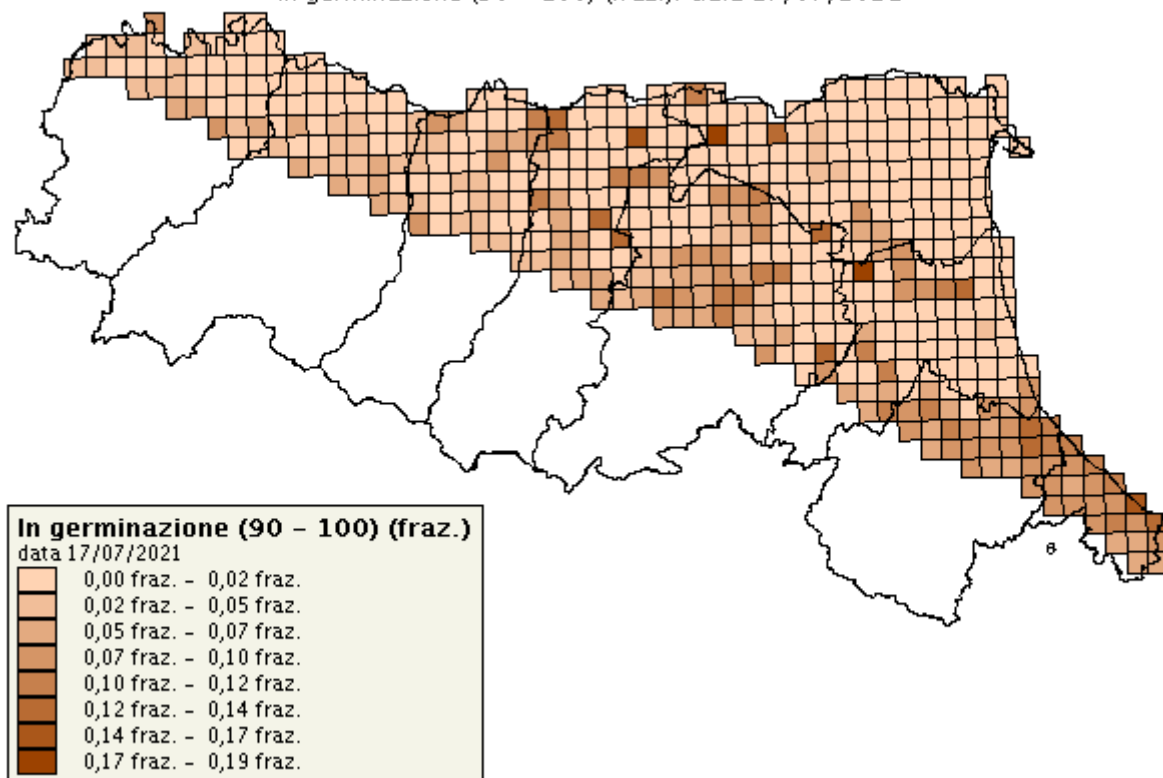 In germinazione (90 – 100) (fraz.)
data 17/07/2021
0,00 fraz. – 0,02 fraz.
0,02 fraz. – 0,05 fraz.
0,05 fraz. – 0,07 fraz.
0,07 fraz. – 0,10 fraz.
0,10 fraz. – 0,12 fraz.
0,12 fraz. – 0,14 fraz.
0,14 fraz. – 0,17 fraz.
0,17 fraz. – 0,19 fraz.